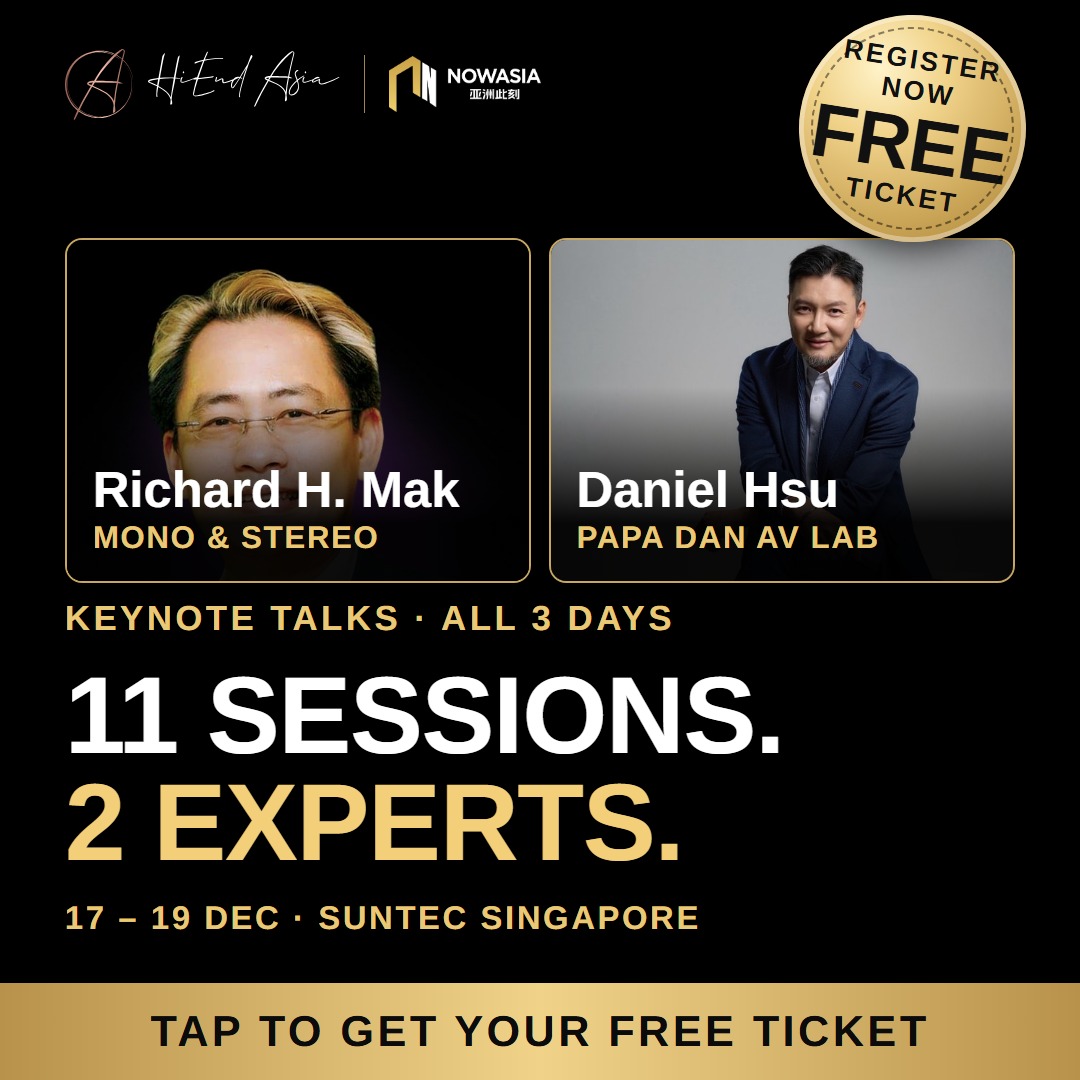 HiEnd Asia
NOWASIA
亚洲此刻
REGISTER
NOW
FREE
TICKET
Richard H. Mak
MONO & STEREO
Daniel Hsu
PAPA DAN AV LAB
KEYNOTE TALKS · ALL 3 DAYS
11 SESSIONS.
2 EXPERTS.
17 – 19 DEC · SUNTEC SINGAPORE
TAP TO GET YOUR FREE TICKET